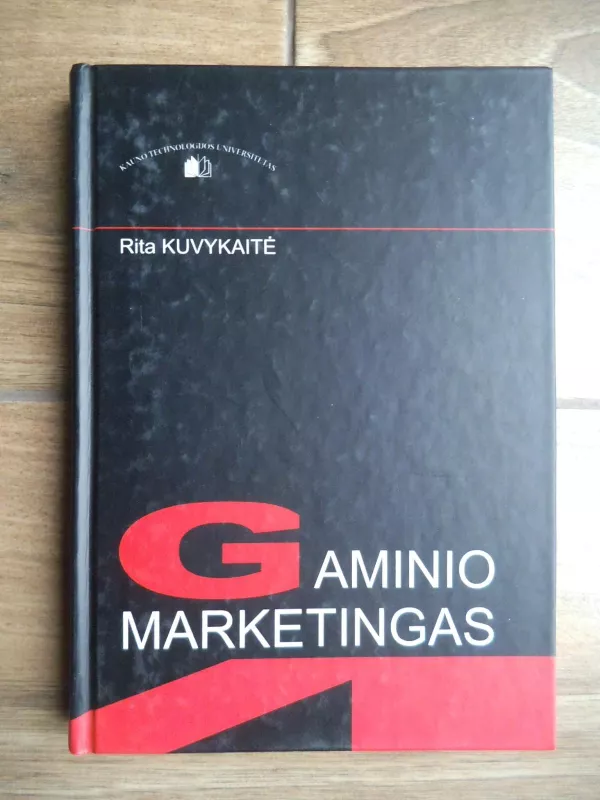 KAUNO TECHNOLOGIJOS UNIVERSITETAS
Rita KUVYKAITĖ
GAMINIO
MARKETINGAS